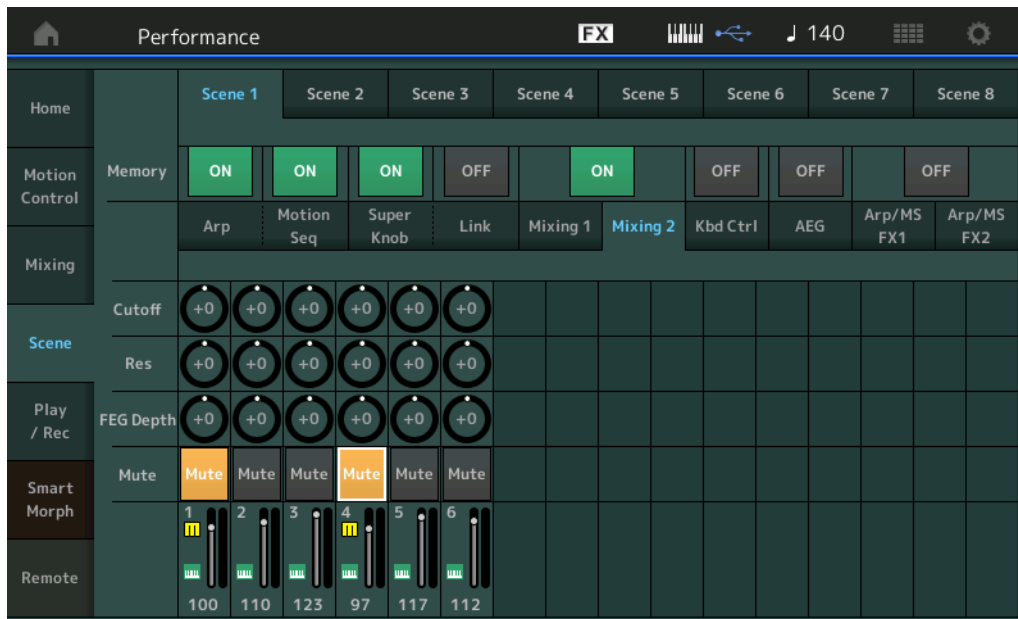 Performance FX 140
Scene 1 Scene 2 Scene 3 Scene 4 Scene 5 Scene 6 Scene 7 Scene 8
Home
Motion
Control
Mixing
Scene
Play
/ Rec
Smart
Morph
Remote
Memory ON ON ON OFF ON OFF OFF OFF
Arp
Motion
Seq
Super
Knob
Link
Mixing 1
Mixing 2
Kbd Ctrl
AEG
Arp/MS
FX1
Arp/MS
FX2
Cutoff +0 +0 +0 +0 +0 +0
Res +0 +0 +0 +0 +0 +0
FEG Depth +0 +0 +0 +0 +0 +0
Mute Mute Mute Mute Mute Mute Mute
1 2 3 4 5 6
100 110 123 97 117 112